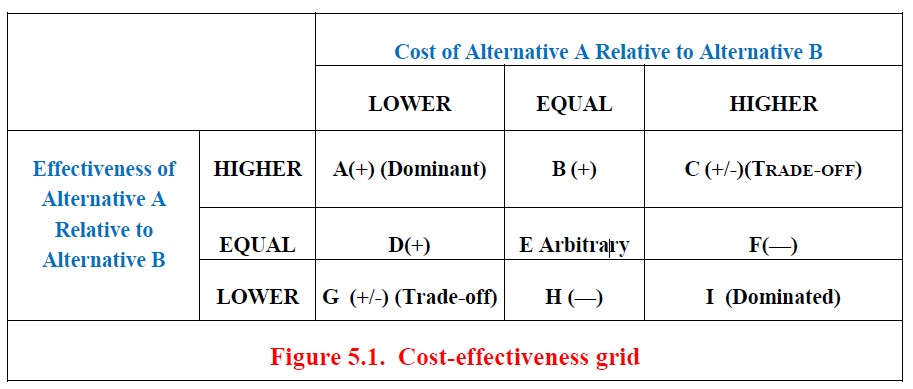 Cost of Alternative A Relative to Alternative B
LOWER EQUAL HIGHER
Effectiveness of
Alternative A
Relative to
Alternative B
HIGHER A(+) (Dominant) B (+) C (+/-)(TRADE-OFF)
EQUAL D(+) E Arbitrary F(—)
LOWER G (+/-) (Trade-off) H (—) I (Dominated)
Figure 5.1. Cost-effectiveness grid